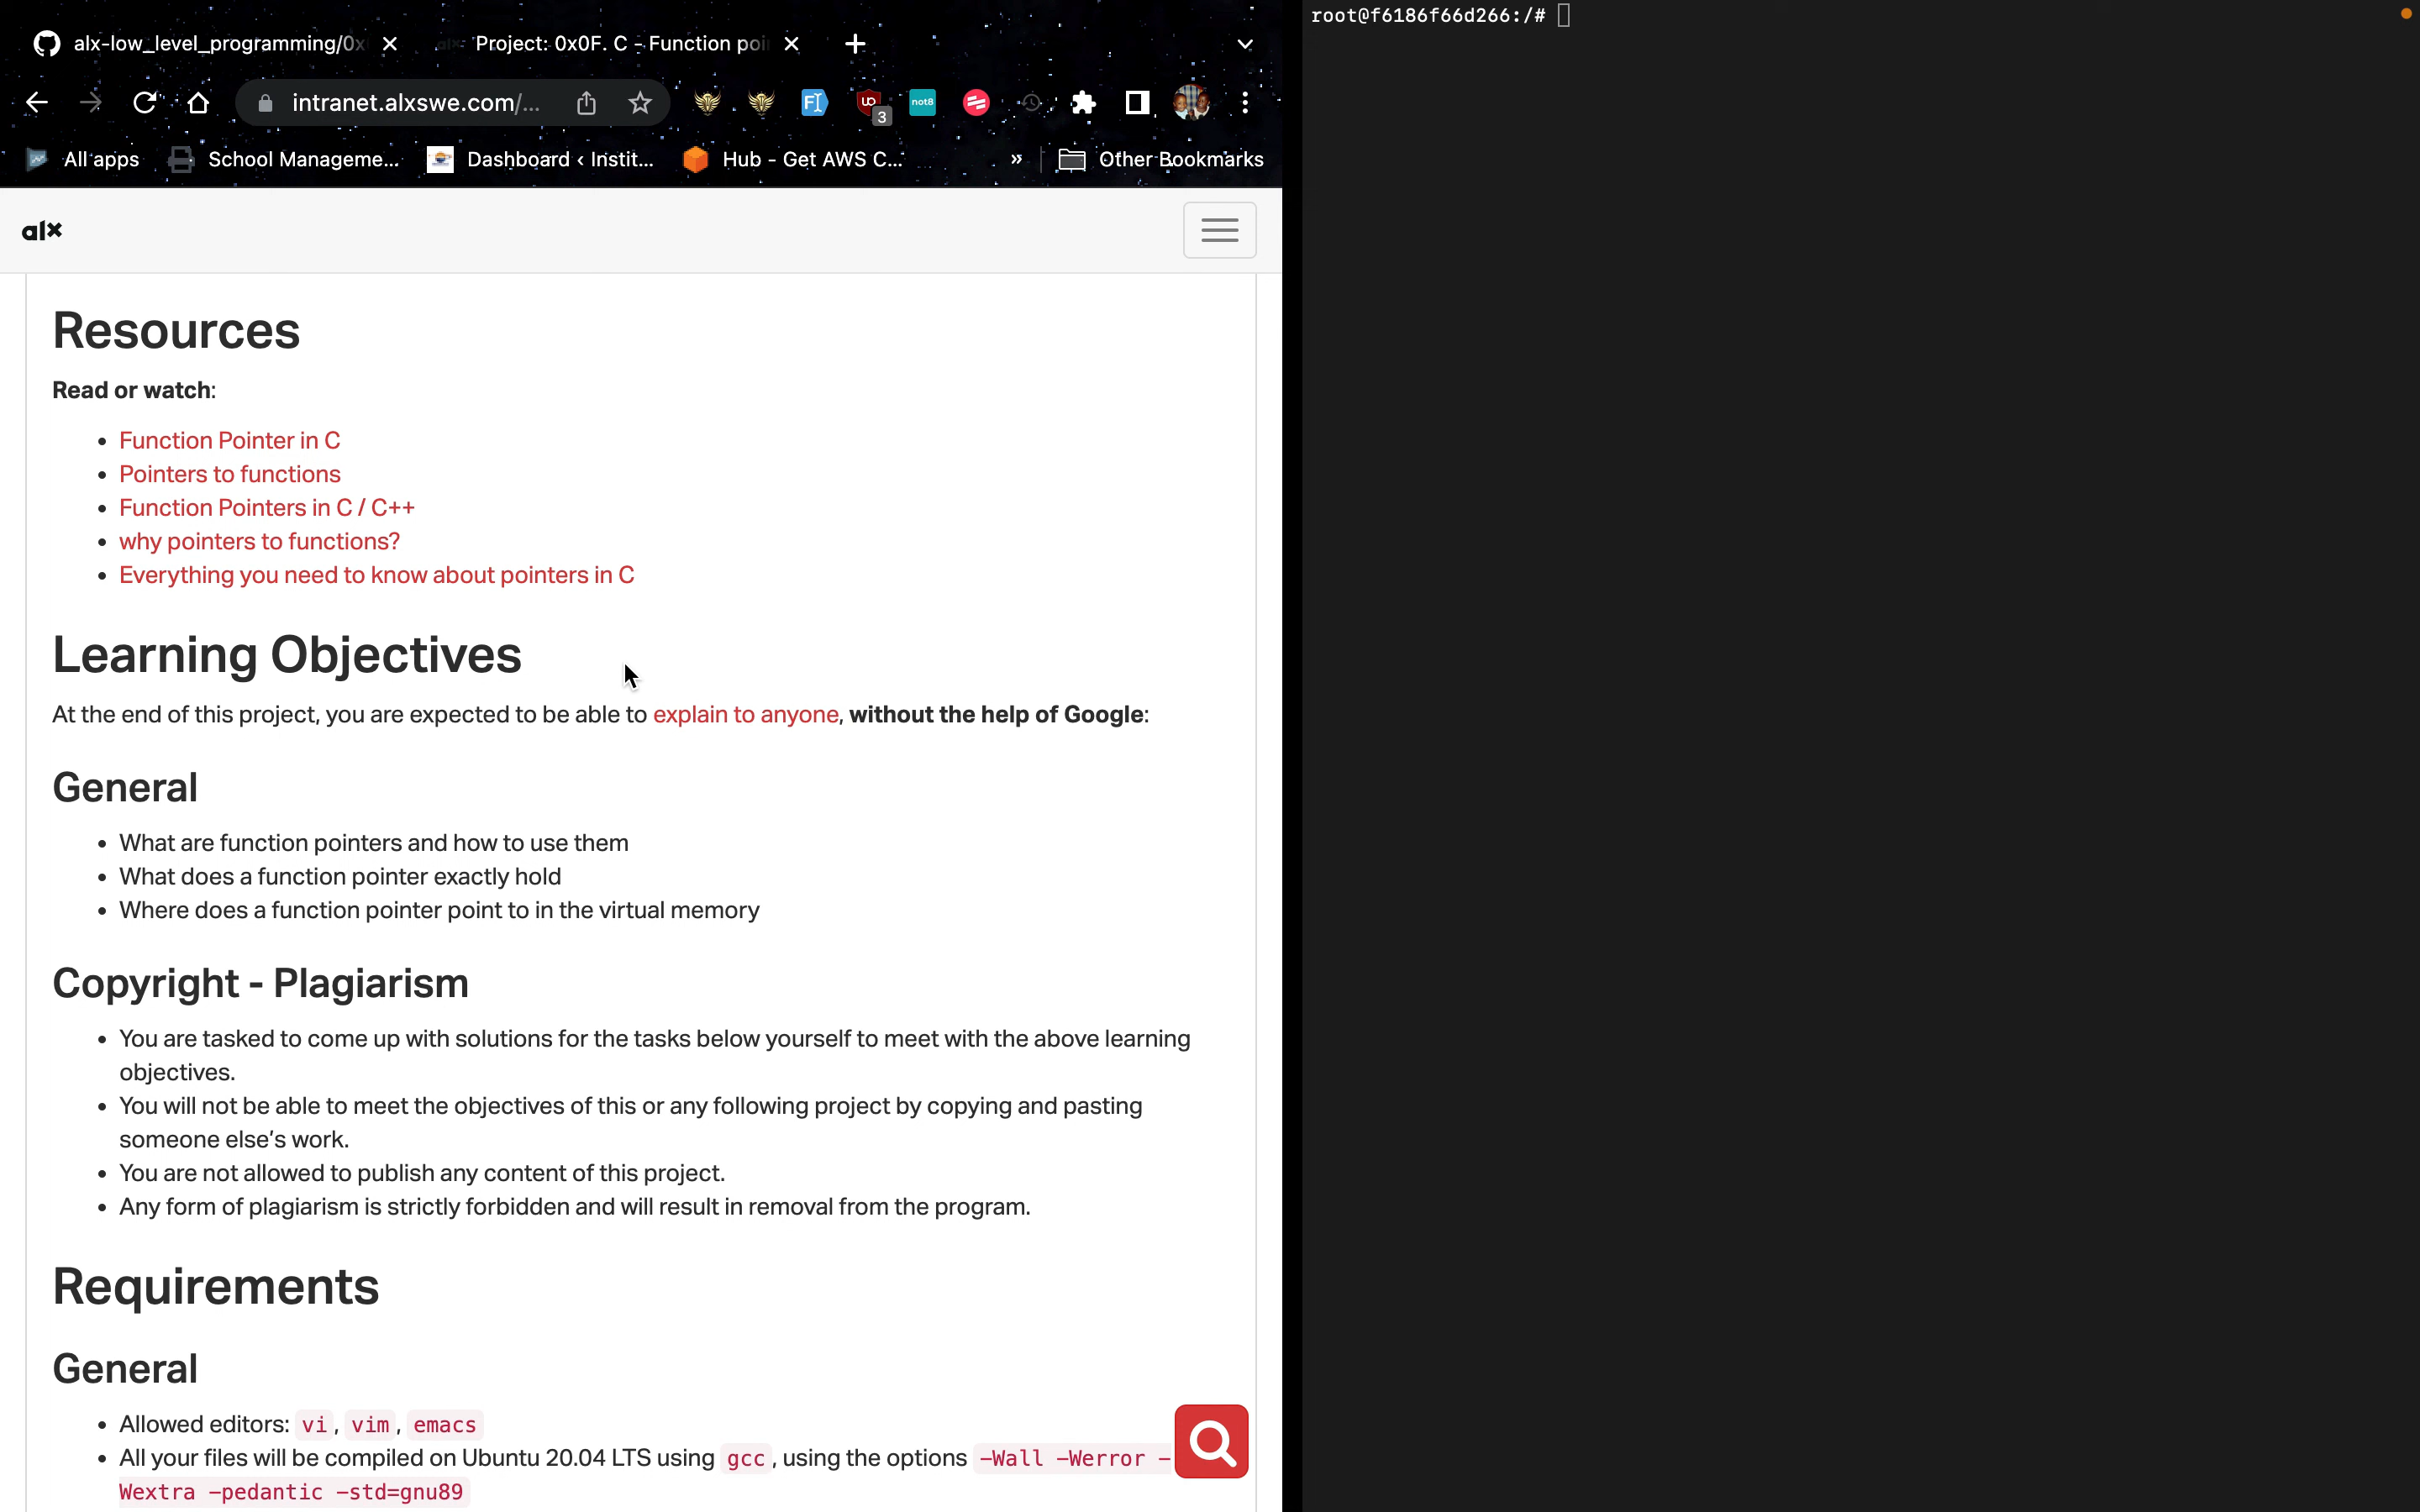 alx-low_level_programming/0x
Project: 0x0F. C - Function poi
root@f6186f66d266:/#
intranet.alxswe.com/...
UD
3
not8
All apps
School Manageme...
Dashboard ‹ Instit...
Hub - Get AWS C...
»
Other Bookmarks
alx
Resources
Read or watch:
• Function Pointer in C
• Pointers to functions
• Function Pointers in C / C++
• why pointers to functions?
• Everything you need to know about pointers in C
Learning Objectives
At the end of this project, you are expected to be able to explain to anyone, without the help of Google:
General
• What are function pointers and how to use them
• What does a function pointer exactly hold
• Where does a function pointer point to in the virtual memory
Copyright - Plagiarism
• You are tasked to come up with solutions for the tasks below yourself to meet with the above learning
objectives.
• You will not be able to meet the objectives of this or any following project by copying and pasting
someone else's work.
• You are not allowed to publish any content of this project.
• Any form of plagiarism is strictly forbidden and will result in removal from the program.
Requirements
General
• Allowed editors: vi, vim, emacs
• All your files will be compiled on Ubuntu 20.04 LTS using gcc, using the options -Wall -Werror -
Wextra -pedantic -std=gnu89